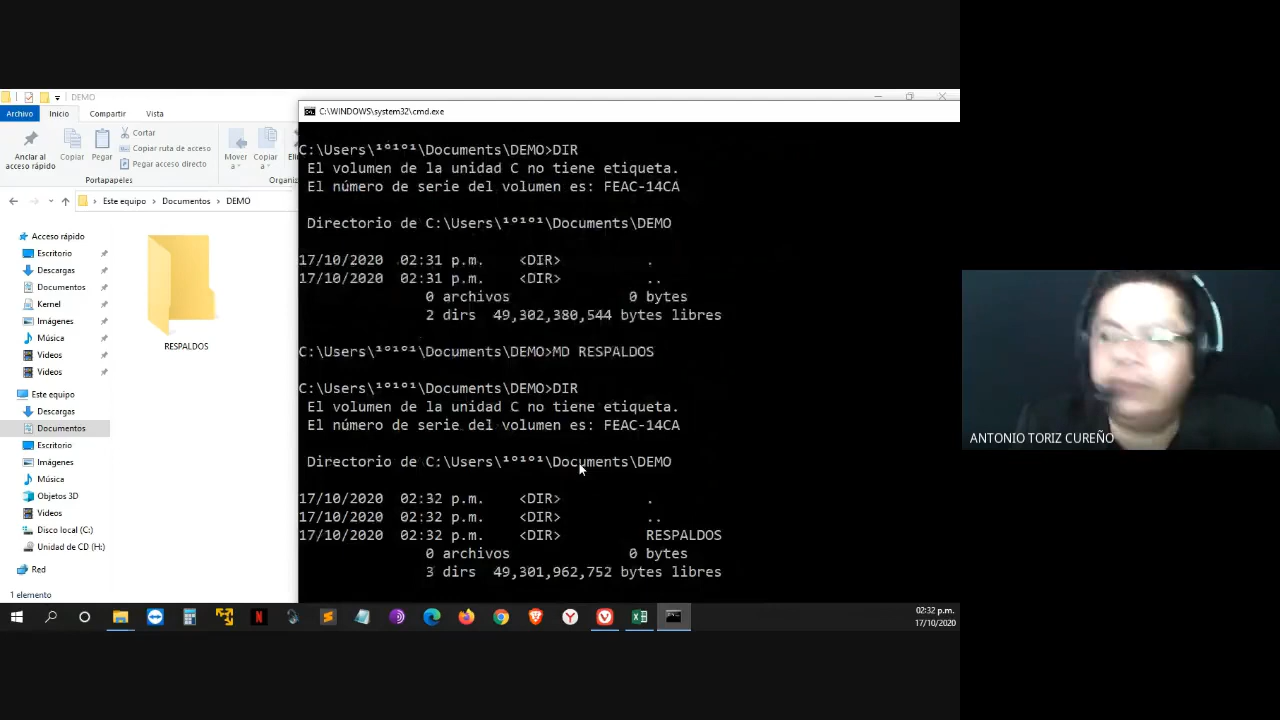 DEMO
Archivo Inicio Compartir Vista
Anclar al acceso rápido
Copiar
Pegar
Cortar
Copiar ruta de acceso
Pegar acceso directo
Mover a
Copiar a
Organiz
Este equipo > Documentos > DEMO
Acceso rápido
Escritorio
Descargas
Documentos
Kernel
Imágenes
Música
Videos
Videos
Este equipo
Descargas
Documentos
Escritorio
Imágenes
Música
Objetos 3D
Videos
Disco local (C:)
Unidad de CD (H:)
Red
1 elemento
RESPALDOS
C:\WINDOWS\system32\cmd.exe
C:\Users\¹º¹º¹\Documents\DEMO>DIR
El volumen de la unidad C no tiene etiqueta.
El número de serie del volumen es: FEAC-14CA
Directorio de C:\Users\¹º¹º¹\Documents\DEMO
17/10/2020 02:31 p.m. <DIR> .
17/10/2020 02:31 p.m. <DIR> ..
0 archivos 0 bytes
2 dirs 49,302,380,544 bytes libres
C:\Users\¹º¹º¹\Documents\DEMO>MD RESPALDOS
C:\Users\¹º¹º¹\Documents\DEMO>DIR
El volumen de la unidad C no tiene etiqueta.
El número de serie del volumen es: FEAC-14CA
Directorio de C:\Users\¹º¹º¹\Documents\DEMO
17/10/2020 02:32 p.m. <DIR> .
17/10/2020 02:32 p.m. <DIR> ..
17/10/2020 02:32 p.m. <DIR> RESPALDOS
0 archivos 0 bytes
3 dirs 49,301,962,752 bytes libres
02:32 p.m.
17/10/2020
ANTONIO TORIZ CUREÑO